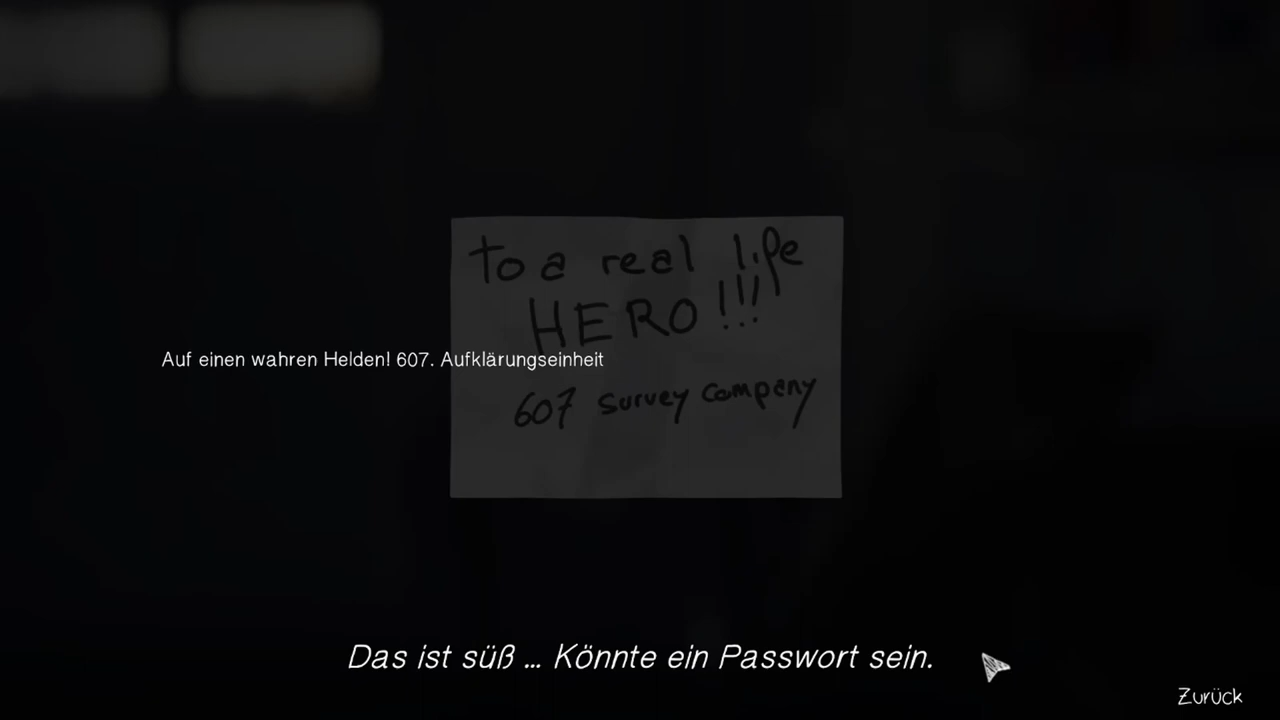 to a real life
HERO!!!
Auf einen wahren Helden! 607. Aufklärungseinheit
607 survey company
Das ist süß ... Könnte ein Passwort sein.
Zurück